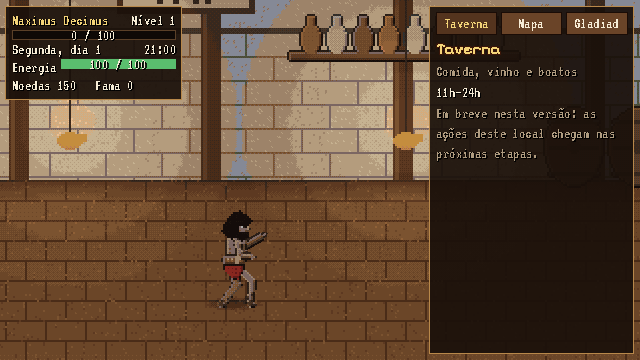 Maximus Decimus Nível 1
0 / 100
Segunda, dia 1 21:00
Energia 100 / 100
Moedas 150 Fama 0
Taverna Mapa Gladiad
Taverna
Comida, vinho e boatos
11h-24h
Em breve nesta versão: as
ações deste local chegam nas
próximas etapas.